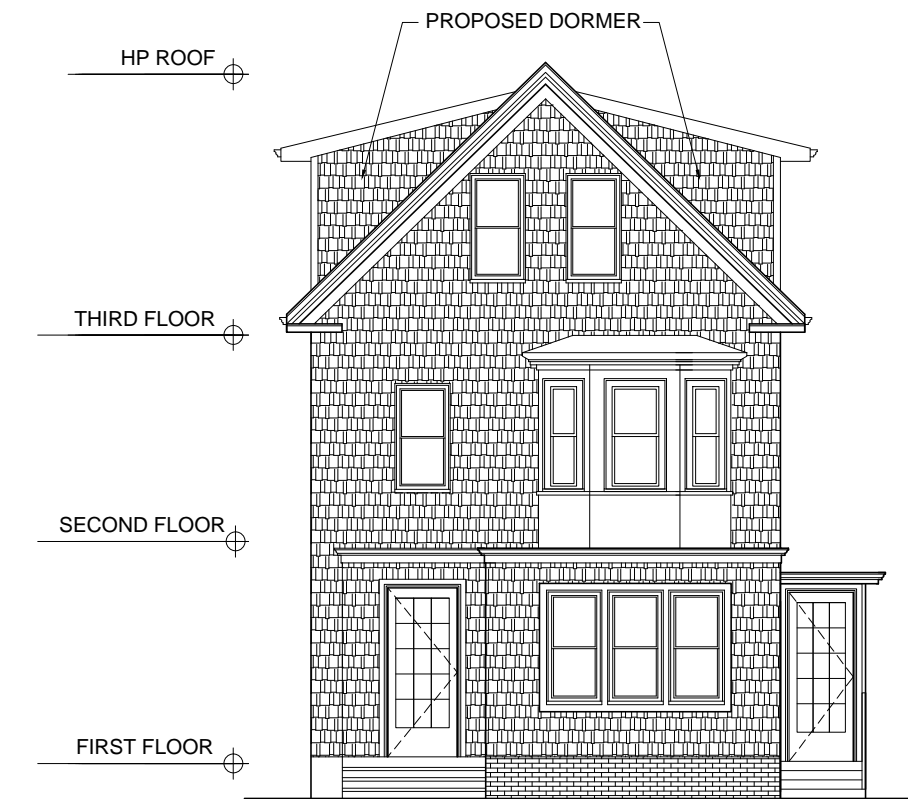 PROPOSED DORMER
HP ROOF
THIRD FLOOR
SECOND FLOOR
FIRST FLOOR